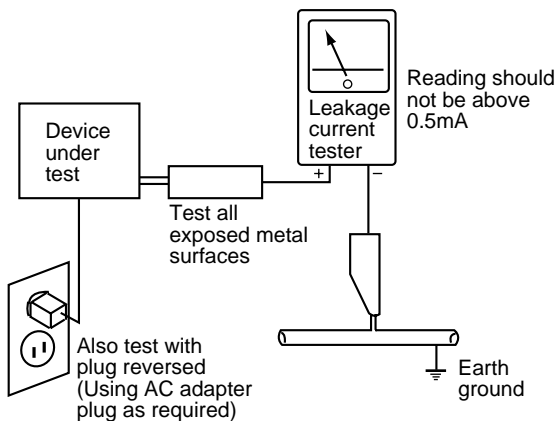 Device
under
test
Leakage
current
tester
+
−
Reading should
not be above
0.5mA
Test all
exposed metal
surfaces
Also test with
plug reversed
(Using AC adapter
plug as required)
Earth
ground